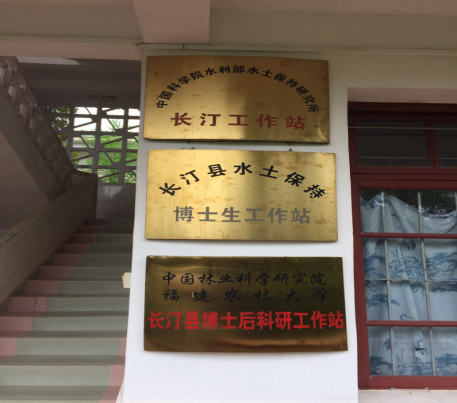 中国科学院水利部水土保持研究所
长汀工作站
长汀县水土保持
博士生工作站
中国林业科学研究院
福建农林大学
长汀县博士后科研工作站